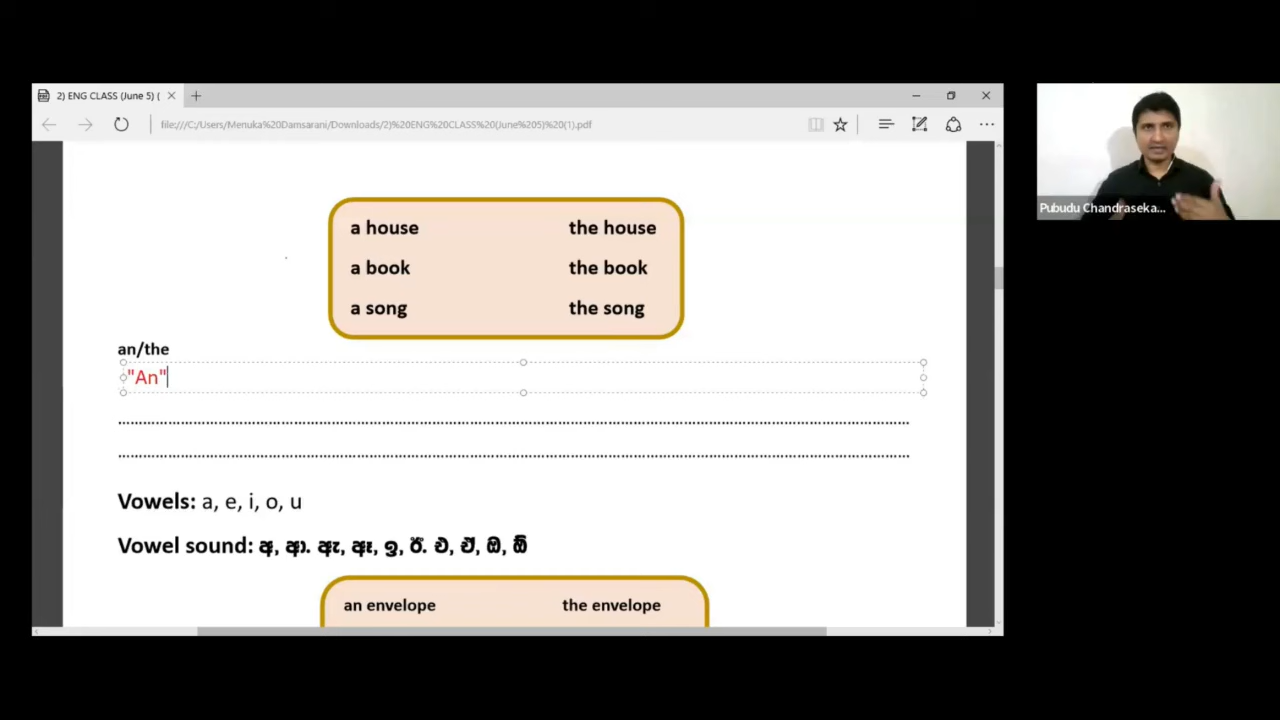 2) ENG CLASS (June 5) (
file:///C:/Users/Menuka%20Damsarani/Downloads/2)%20ENG%20CLASS%20(June%205)%20(1).pdf
Pubudu Chandraseka...
a house the house
a book the book
a song the song
an/the
"An"
Vowels: a, e, i, o, u
Vowel sound: අ, ආ. ඇ, ඈ, ඉ, ඊ. එ, ඒ, ඔ, ඕ
an envelope the envelope